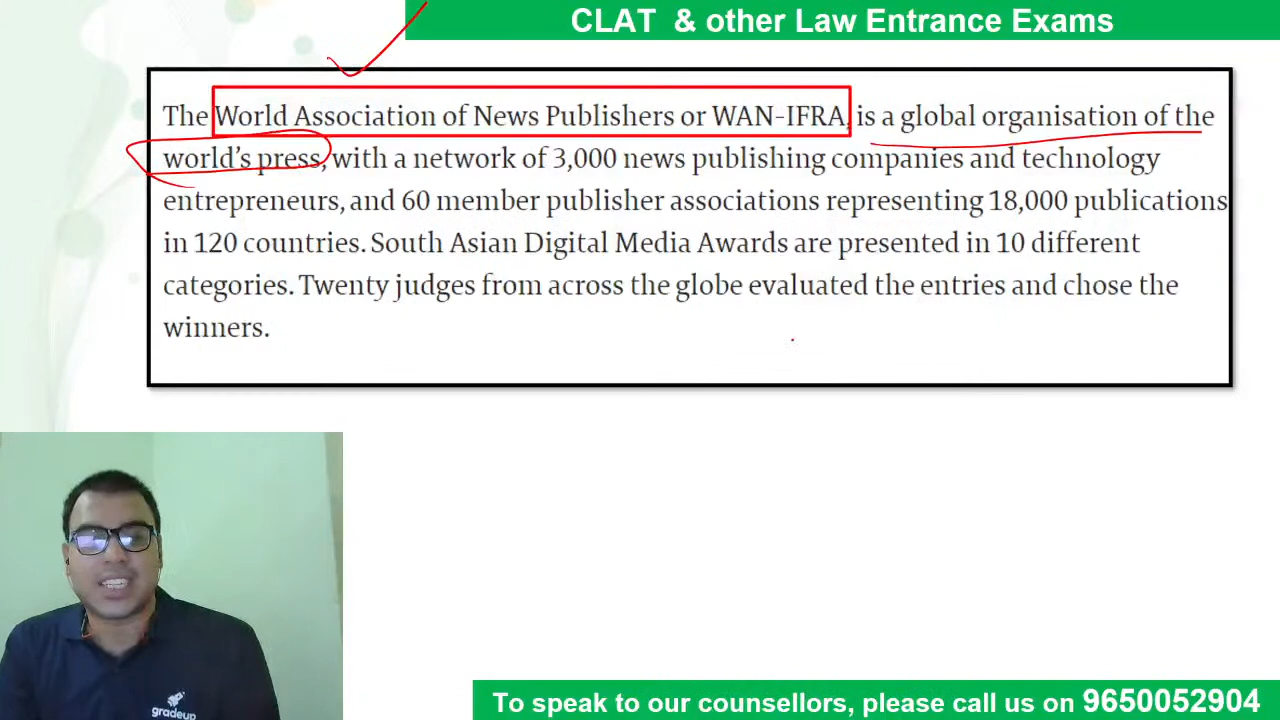 CLAT & other Law Entrance Exams
The World Association of News Publishers or WAN-IFRA, is a global organisation of the
world's press, with a network of 3,000 news publishing companies and technology
entrepreneurs, and 60 member publisher associations representing 18,000 publications
in 120 countries. South Asian Digital Media Awards are presented in 10 different
categories. Twenty judges from across the globe evaluated the entries and chose the
winners.
gradeup
To speak to our counsellors, please call us on 9650052904